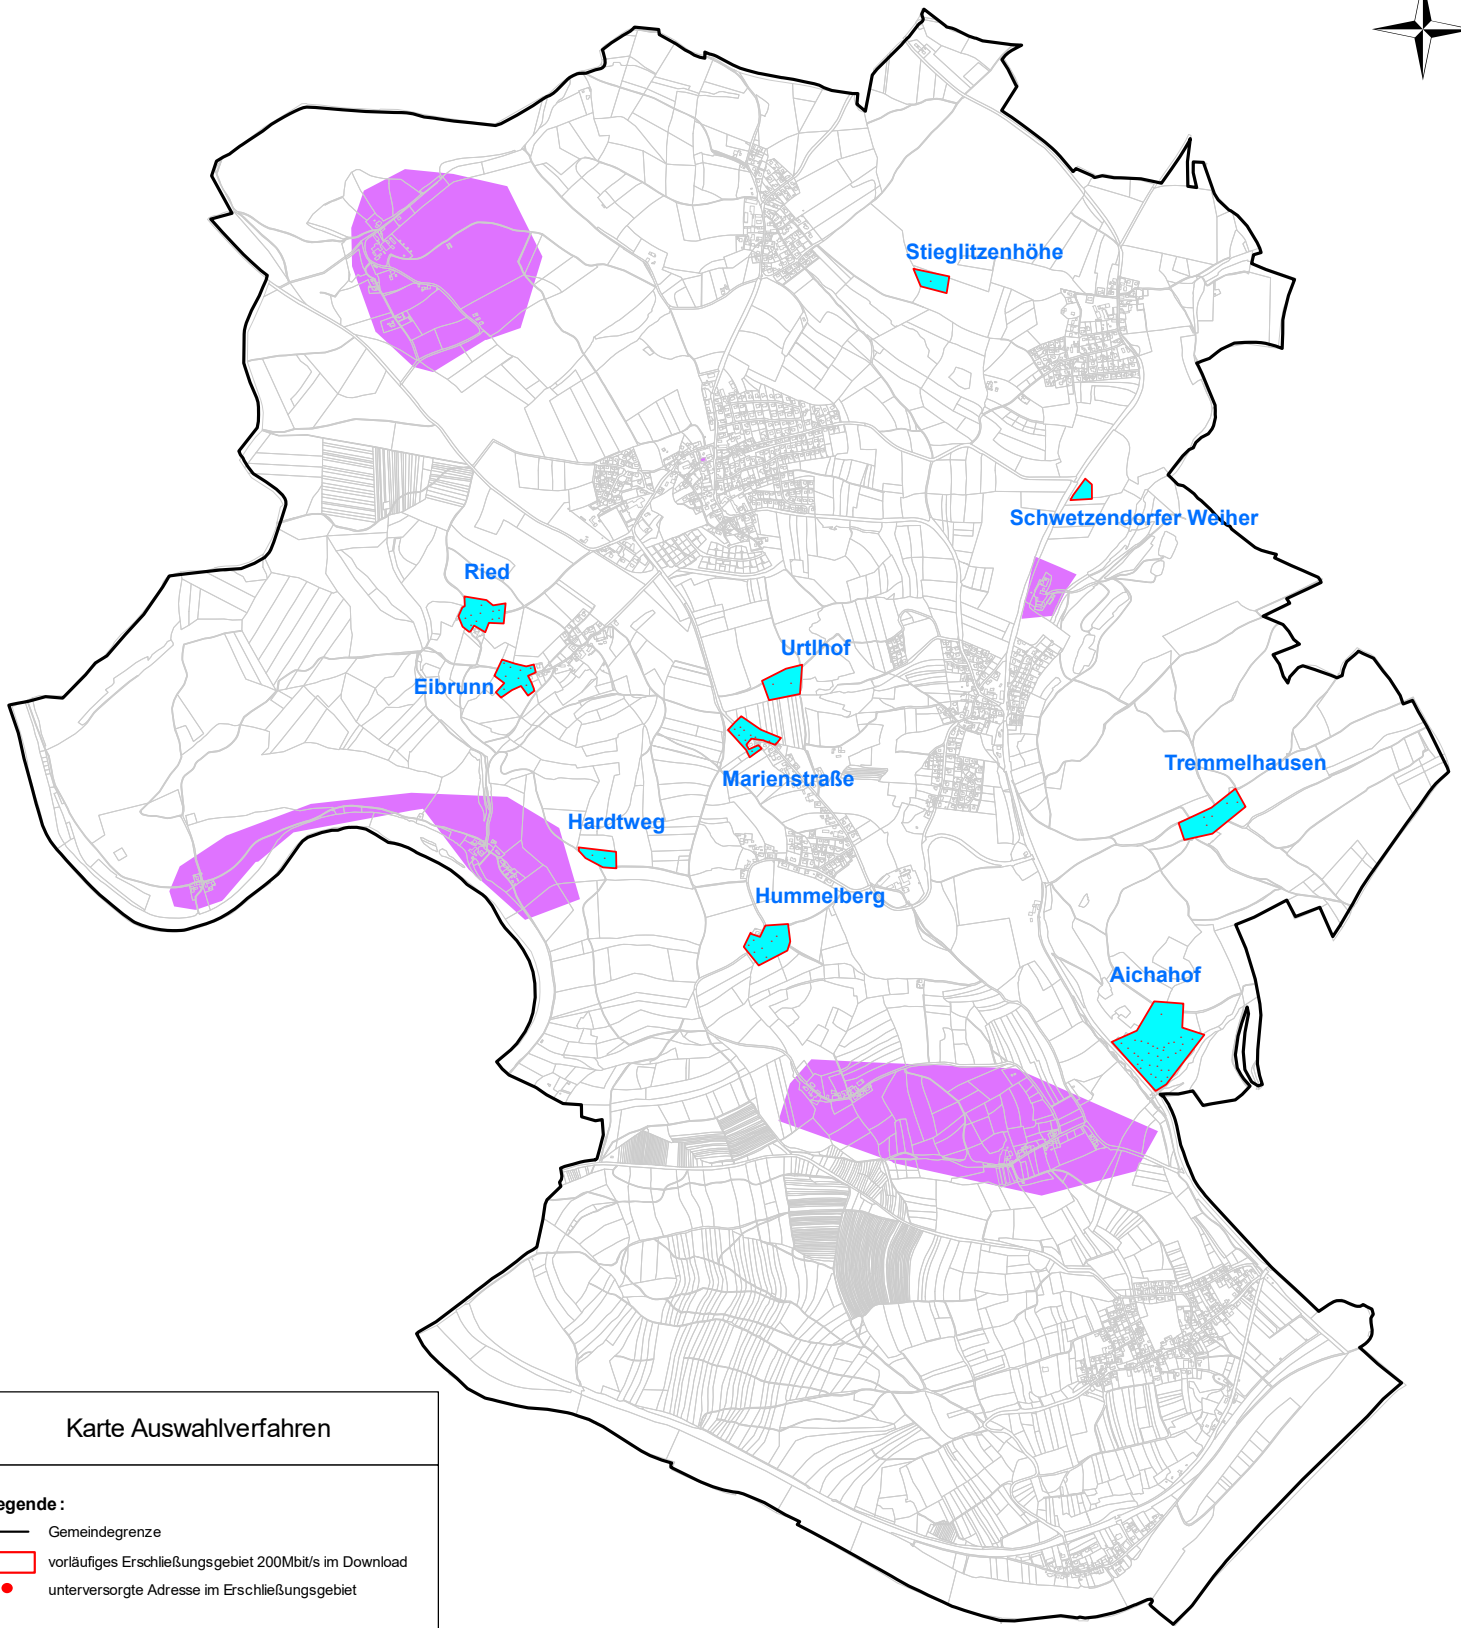 Stieglitzenhöhe
Schwetzendorfer Weiher
Ried
Urtlhof
Eibrunn
Tremmelhausen
Marienstraße
Hardtweg
Hummelberg
Aichahof
Karte Auswahlverfahren
egende :
Gemeindegrenze
vorläufiges Erschließungsgebiet 200Mbit/s im Download
unterversorgte Adresse im Erschließungsgebiet